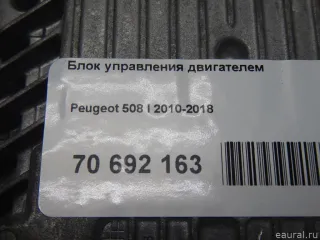 Блок управления двигателем
Peugeot 508 I 2010-2018
70 692 163
eaural.ru